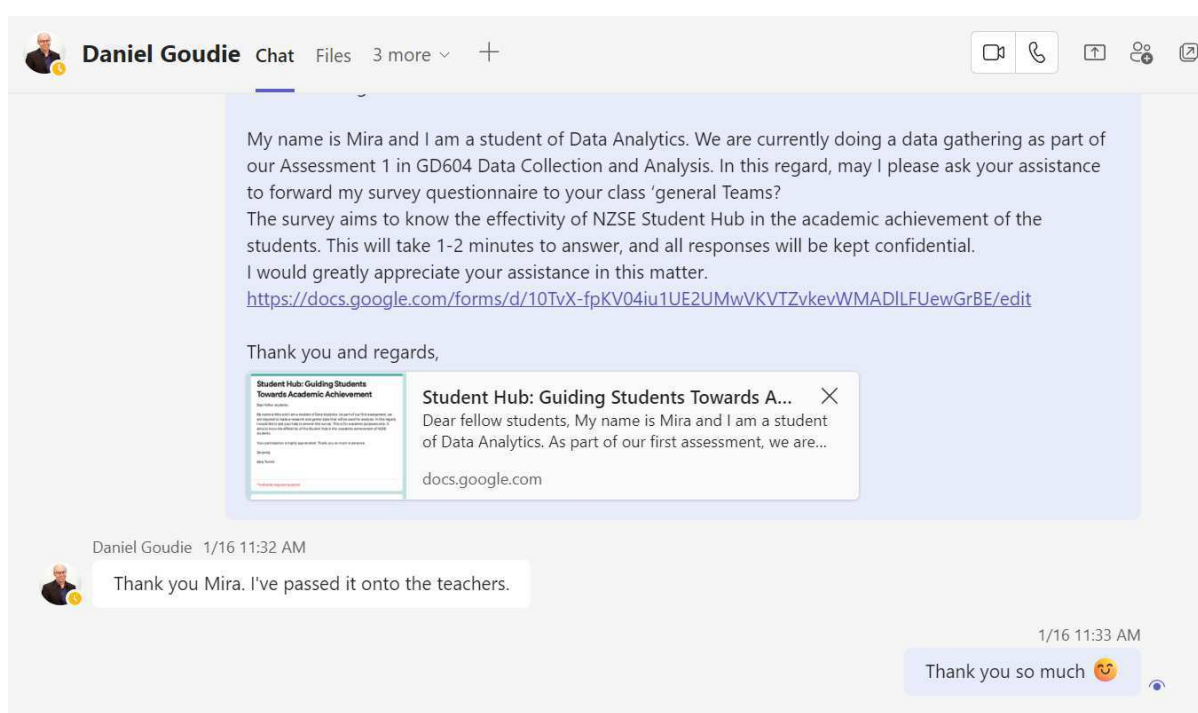 Daniel Goudie Chat Files 3 more
My name is Mira and I am a student of Data Analytics. We are currently doing a data gathering as part of
our Assessment 1 in GD604 Data Collection and Analysis. In this regard, may I please ask your assistance
to forward my survey questionnaire to your class ‘general Teams?
The survey aims to know the effectivity of NZSE Student Hub in the academic achievement of the
students. This will take 1-2 minutes to answer, and all responses will be kept confidential.
I would greatly appreciate your assistance in this matter.
https://docs.google.com/forms/d/10TvX-fpKV04iu1UE2UMwVKVTZvkevWMADlLFUewGrBE/edit
Thank you and regards,
Student Hub: Guiding Students
Towards Academic Achievement
Student Hub: Guiding Students Towards A...
Dear fellow students, My name is Mira and I am a student
of Data Analytics. As part of our first assessment, we are...
docs.google.com
Daniel Goudie 1/16 11:32 AM
Thank you Mira. I've passed it onto the teachers.
1/16 11:33 AM
Thank you so much 😊